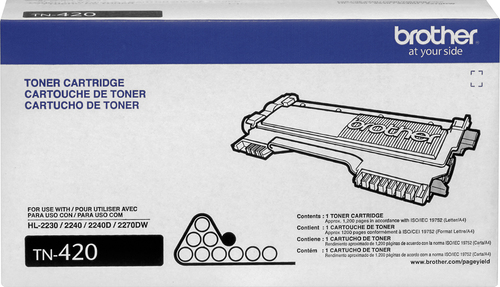 TN-420
brother
at your side
TONER CARTRIDGE
CARTOUCHE DE TONER
CARTUCHO DE TONER
brother
FOR USE WITH / POUR UTILISER AVEC
PARA USO CON / PARA USO COM
HL-2230 / 2240 / 2240D / 2270DW
TN-420
Contents : 1 TONER CARTRIDGE
Approx. 1,200 pages in accordance with ISO/IEC 19752 (Letter/A4)
Contient : 1 CARTOUCHE DE TONER
Approx. 1200 pages conformément à ISO/CEI 19752 (Format Lettre/A4)
Contiene : 1 CARTUCHO DE TONER
Rendimiento aproximado de 1,200 páginas de acuerdo con la norma ISO/IEC 19752 (Carta/A4)
Contém : 1 CARTUCHO DE TONER
Rendimento aproximado de 1.200 páginas de acordo com a norma ISO/IEC 19752 (Carta/A4)
www.brother.com/pageyield